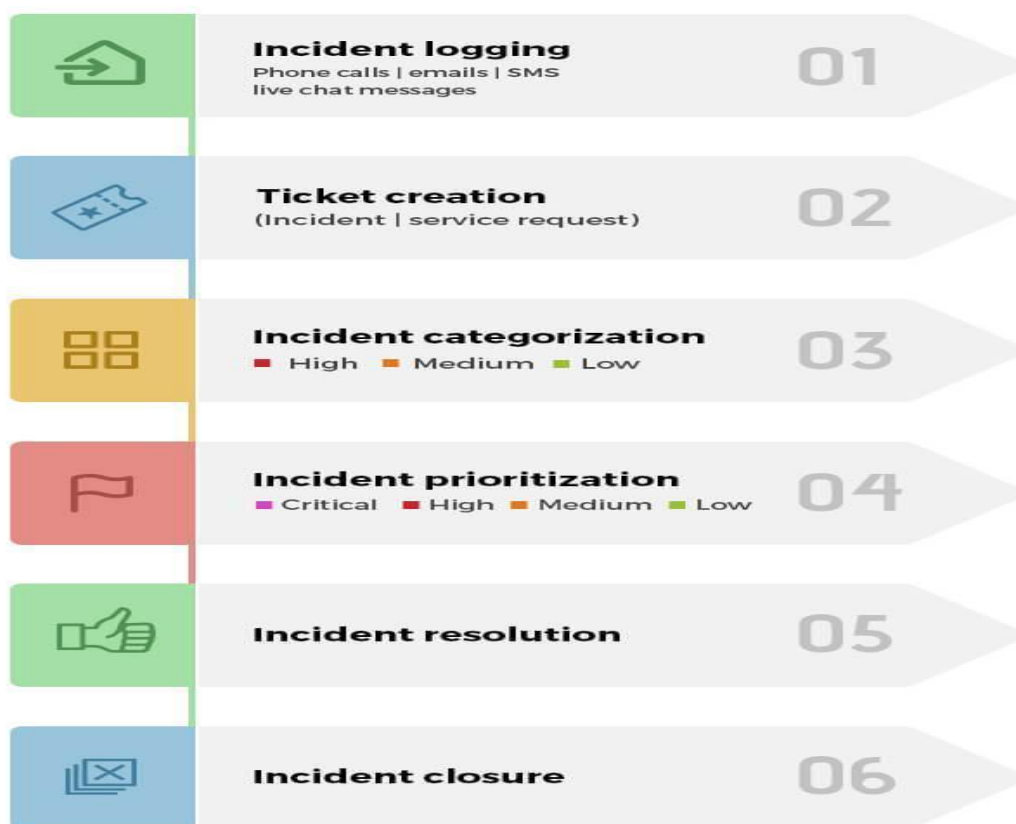 Incident logging
01
Phone calls | emails | SMS
live chat messages
Ticket creation
02
(Incident | service request)
Incident categorization
03
High Medium Low
Incident prioritization
04
Critical High Medium Low
Incident resolution
05
Incident closure
06